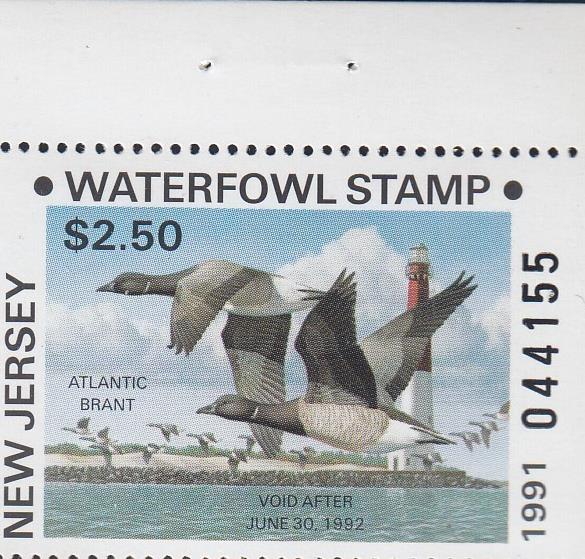 • WATERFOWL STAMP •
$2.50
NEW JERSEY
ATLANTIC
BRANT
VOID AFTER
JUNE 30, 1992
1991 044155